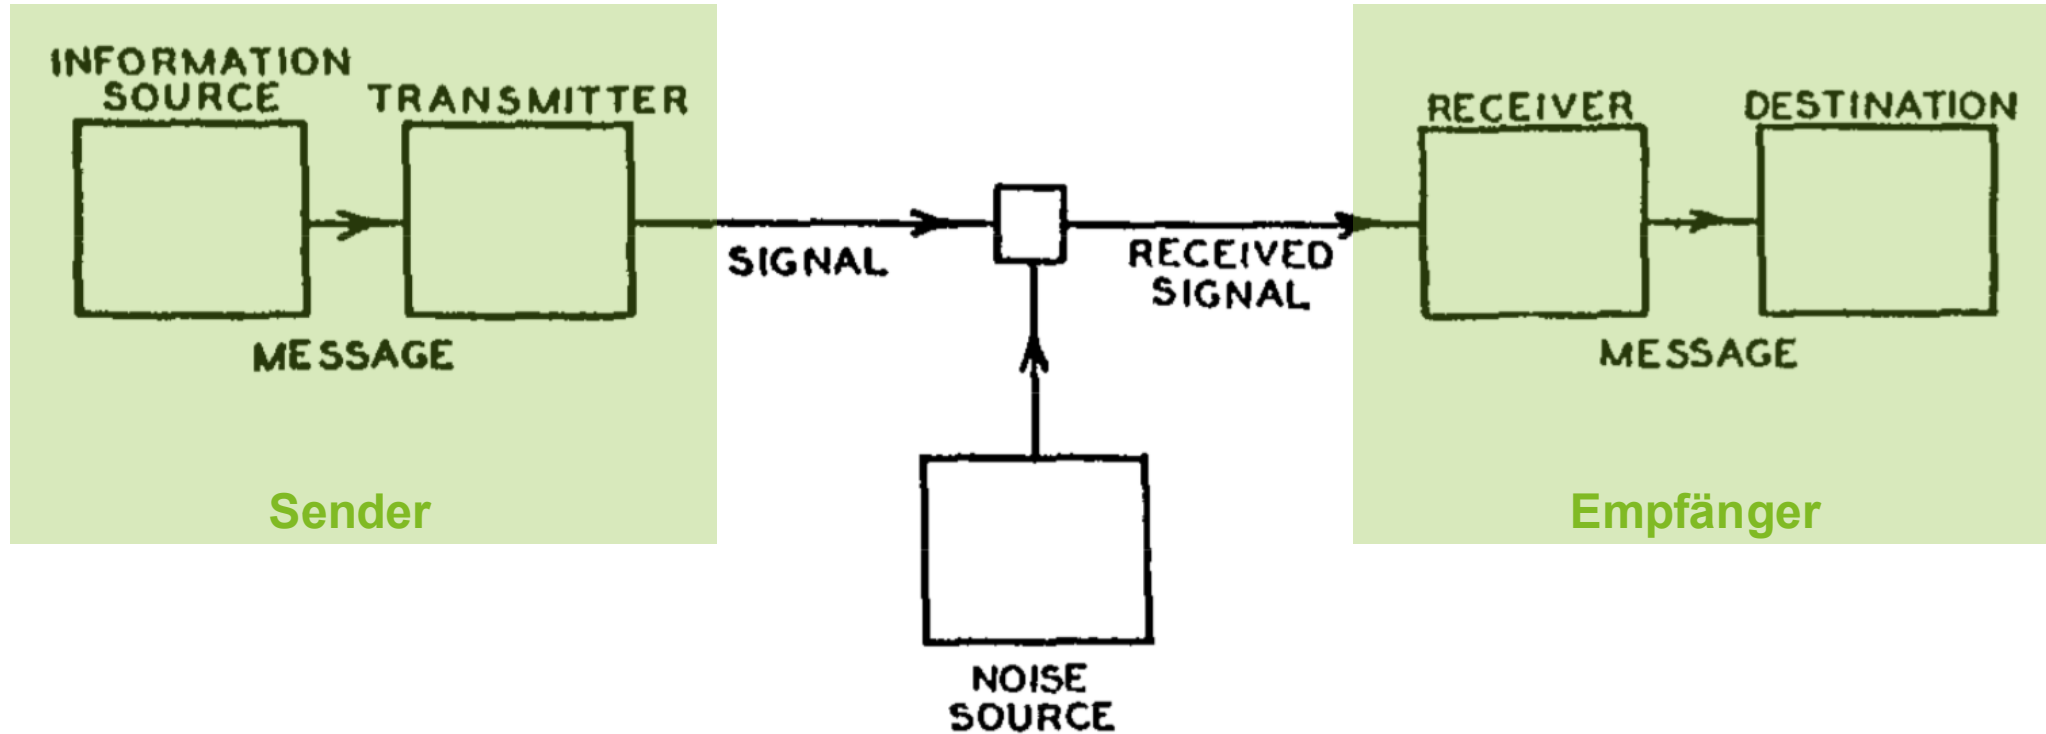 INFORMATION
SOURCE
TRANSMITTER
MESSAGE
Sender
SIGNAL
RECEIVED
SIGNAL
NOISE
SOURCE
RECEIVER
DESTINATION
MESSAGE
Empfänger